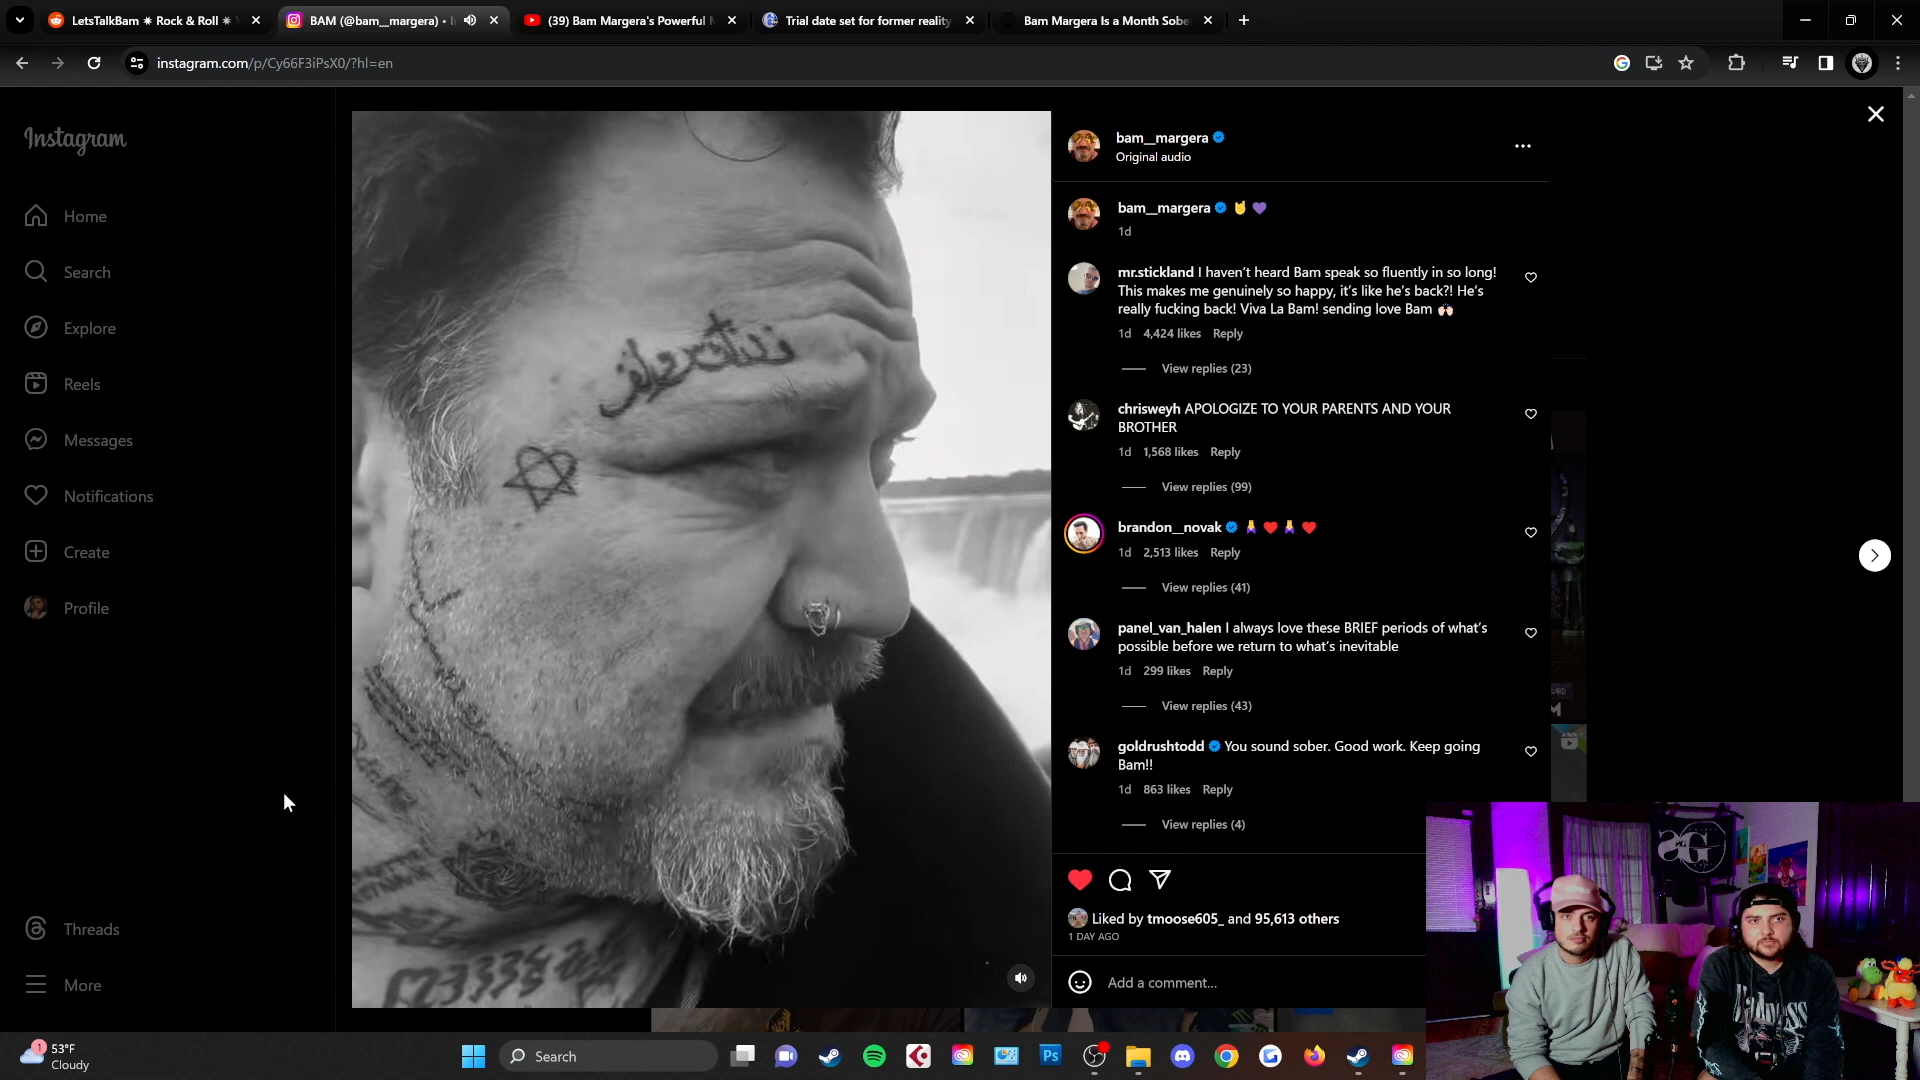 LetsTalkBam ✷ Rock & Roll ✷
BAM (@bam__margera) • I
(39) Bam Margera's Powerful
Trial date set for former reality
Bam Margera Is a Month Sobe
instagram.com/p/Cy66F3iPsX0/?hl=en
Instagram
Home
Search
Explore
Reels
Messages
Notifications
Create
Profile
Threads
More
bam__margera
Original audio
bam__margera 🤘 💜
1d
mr.stickland I haven't heard Bam speak so fluently in so long!
This makes me genuinely so happy, it's like he's back?! He's
really fucking back! Viva La Bam! sending love Bam 🙌🏻
1d 4,424 likes Reply
View replies (23)
chrisweyh APOLOGIZE TO YOUR PARENTS AND YOUR
BROTHER
1d 1,568 likes Reply
View replies (99)
brandon__novak 🙏 ❤️ 🙏 ❤️
1d 2,513 likes Reply
View replies (41)
panel_van_halen I always love these BRIEF periods of what's
possible before we return to what's inevitable
1d 299 likes Reply
View replies (43)
goldrushtodd You sound sober. Good work. Keep going
Bam!!
1d 863 likes Reply
View replies (4)
Liked by tmoose605_ and 95,613 others
1 DAY AGO
Add a comment...
1
53°F
Cloudy
Search
Ps